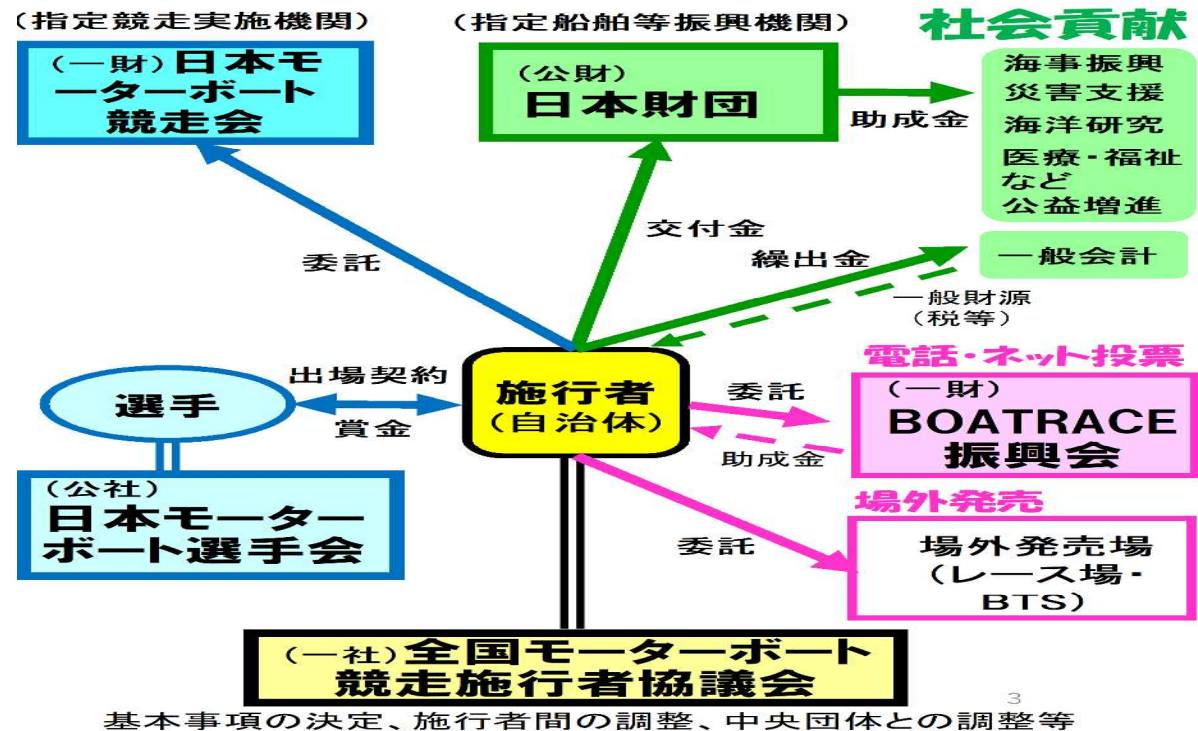 (指定競走実施機関)
(一財)日本モ
ーターボート
競走会
(指定船舶等振興機関)
(公財)
日本財団
助成金
社会貢献
海事振興
災害支援
海洋研究
医療・福祉
など
公益増進
委託
交付金
繰出金
一般会計
一般財源
(税等)
選手
出場契約
賞金
施行者
(自治体)
電話・ネット投票
委託
助成金
(一財)
BOATRACE
振興会
(公社)
日本モーター
ボート選手会
委託
場外発売
場外発売場
(レース場・
BTS)
(一社)全国モーターボート
競走施行者協議会
3
基本事項の決定、施行者間の調整、中央団体との調整等